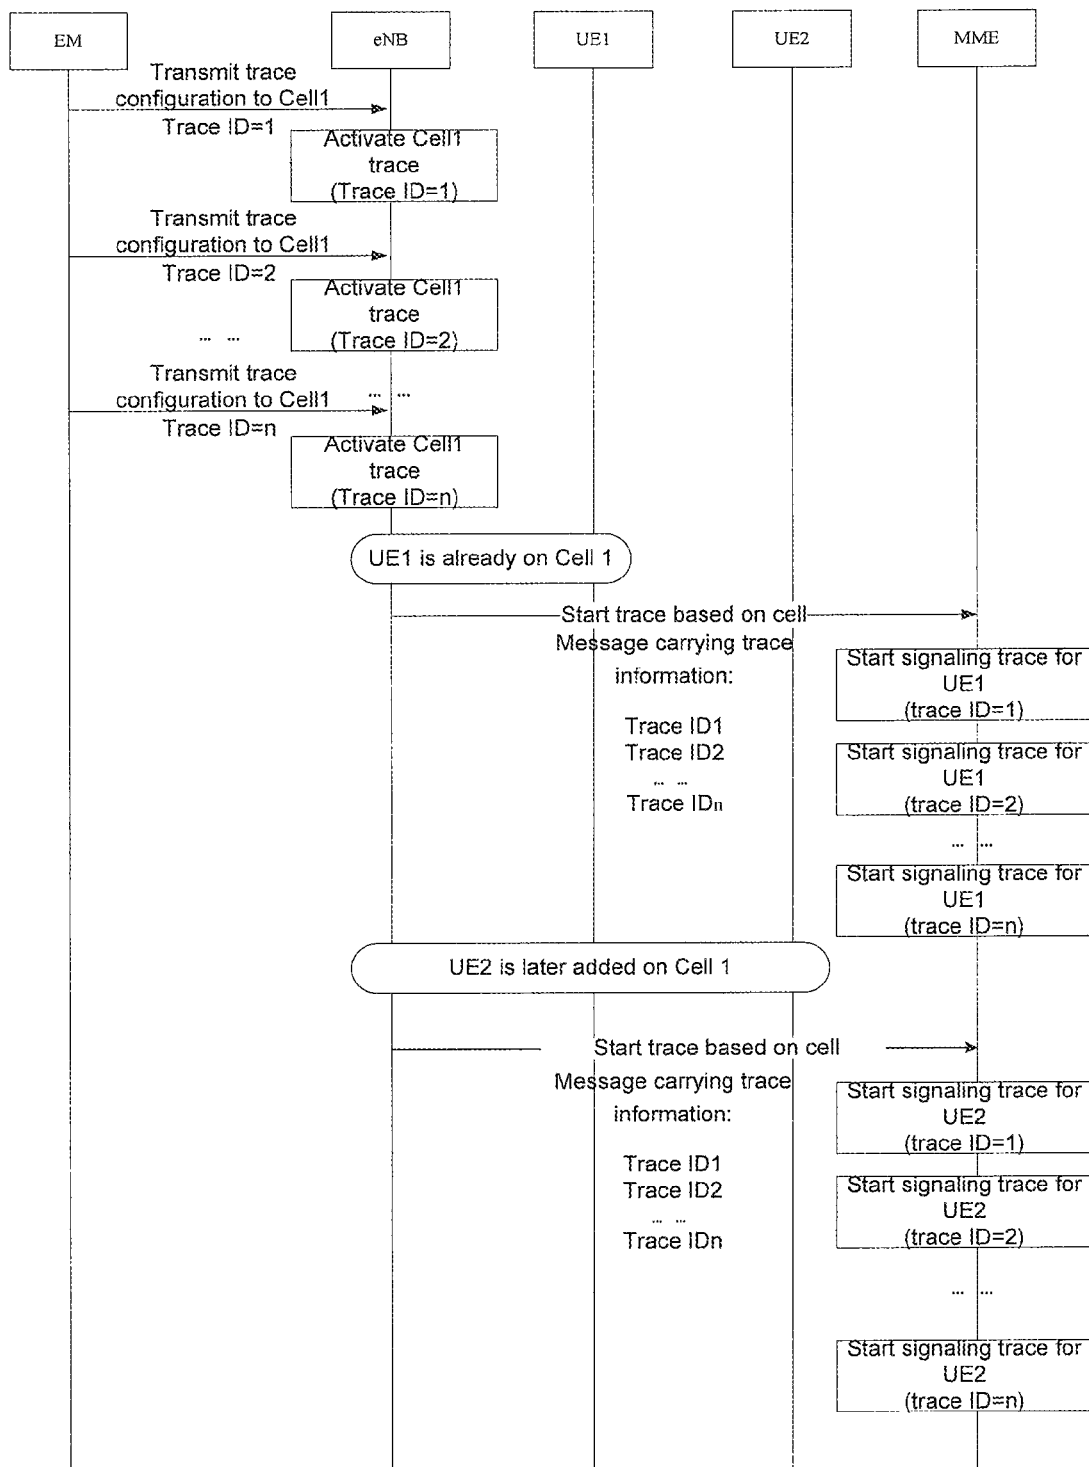 EM
eNB
UE1
UE2
MME
Transmit trace
configuration to Cell1
Trace ID=1
Activate Cell1
trace
(Trace ID=1)
Transmit trace
configuration to Cell1
Trace ID=2
Activate Cell1
trace
(Trace ID=2)
... ...
Transmit trace
configuration to Cell1
Trace ID=n
... ...
Activate Cell1
trace
(Trace ID=n)
UE1 is already on Cell 1
Start trace based on cell
Message carrying trace
information:
Trace ID1
Trace ID2
... ...
Trace IDn
Start signaling trace for
UE1
(trace ID=1)
Start signaling trace for
UE1
(trace ID=2)
... ...
Start signaling trace for
UE1
(trace ID=n)
UE2 is later added on Cell 1
Start trace based on cell
Message carrying trace
information:
Trace ID1
Trace ID2
... ...
Trace IDn
Start signaling trace for
UE2
(trace ID=1)
Start signaling trace for
UE2
(trace ID=2)
... ...
Start signaling trace for
UE2
(trace ID=n)